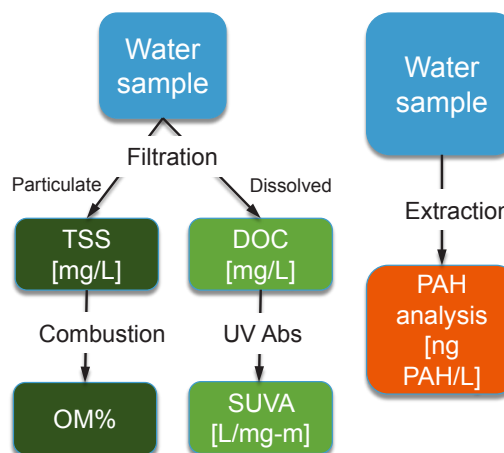 Water
sample
Filtration
Particulate
Dissolved
TSS
[mg/L]
DOC
[mg/L]
Combustion
UV Abs
OM%
SUVA
[L/mg-m]
Water
sample
Extraction
PAH
analysis
[ng
PAH/L]